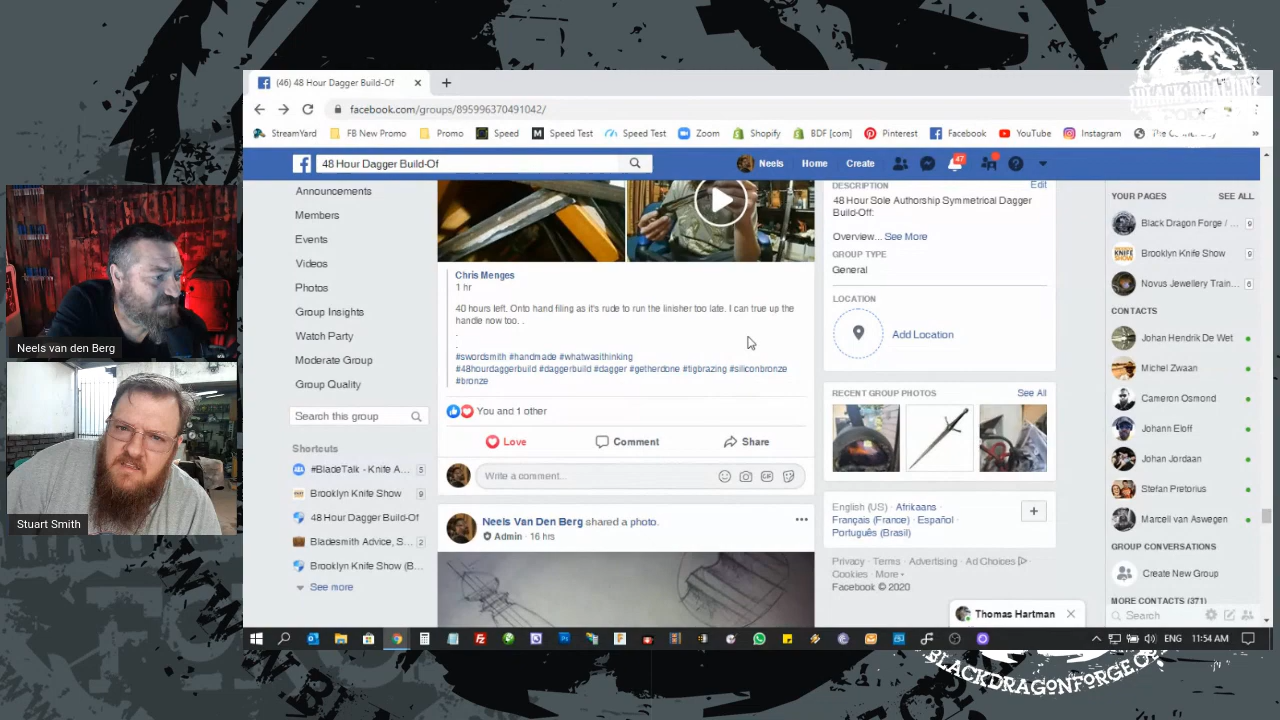 (46) 48 Hour Dagger Build-Of
facebook.com/groups/895996370491042/
StreamYard
FB New Promo
Promo
Speed
Speed Test
Speed Test
Zoom
Shopify
BDF [com]
Pinterest
Facebook
YouTube
Instagram
48 Hour Dagger Build-Of
Neels
Home
Create
47
Announcements
Members
Events
Videos
Photos
Group Insights
Watch Party
Moderate Group
Group Quality
Search this group
Shortcuts
#BladeTalk - Knife A... 5
Brooklyn Knife Show 9
48 Hour Dagger Build-Of
Bladesmith Advice, S... 2
Brooklyn Knife Show (B...
See more
Chris Menges
1 hr
40 hours left. Onto hand filing as it's rude to run the linisher too late. I can true up the
handle now too. .
.
.
#swordsmith #handmade #whatwasithinking
#48hourdaggerbuild #daggerbuild #dagger #getherdone #tigbrazing #siliconbronze
#bronze
You and 1 other
Love
Comment
Share
Write a comment...
Neels Van Den Berg shared a photo.
Admin · 16 hrs
DESCRIPTION
Edit
48 Hour Sole Authorship Symmetrical Dagger
Build-Off:
Overview... See More
GROUP TYPE
General
LOCATION
Add Location
RECENT GROUP PHOTOS
See All
English (US) · Afrikaans ·
Français (France) · Español ·
Português (Brasil)
Privacy · Terms · Advertising · Ad Choices
Cookies · More
Facebook © 2020
Thomas Hartman
YOUR PAGES
SEE ALL
Black Dragon Forge / ... 9
Brooklyn Knife Show 9
Novus Jewellery Train... 6
CONTACTS
Johan Hendrik De Wet
Michel Zwaan
Cameron Osmond
Johann Eloff
Johan Jordaan
Stefan Pretorius
Marcell van Aswegen
GROUP CONVERSATIONS
Create New Group
MORE CONTACTS (371)
Search
ENG
11:54 AM
Neels van den Berg
Stuart Smith